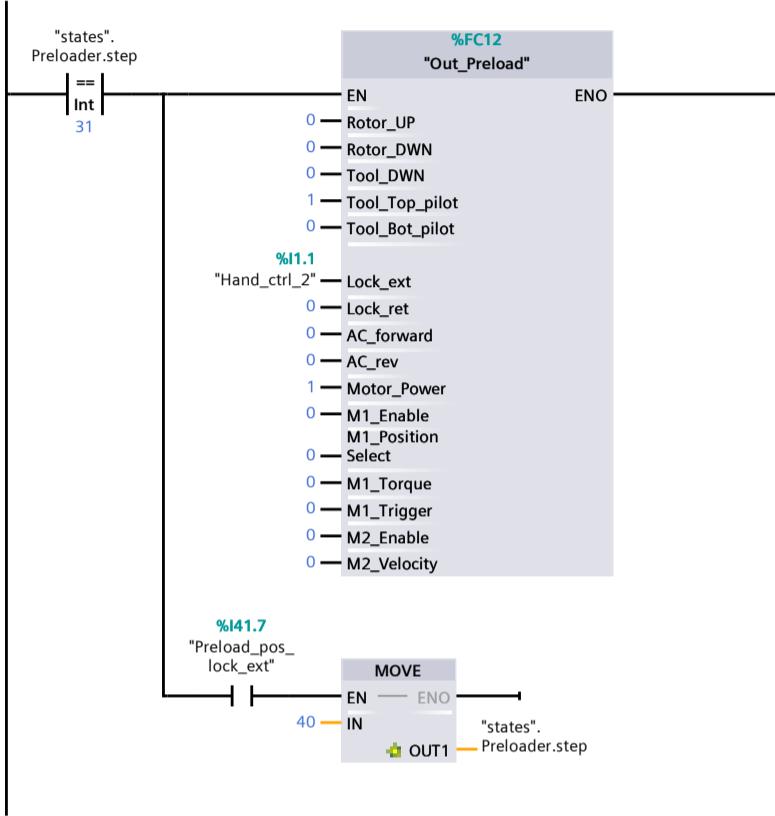 "states".
Preloader.step
==
Int
31
%FC12
"Out_Preload"
EN ENO
0 Rotor_UP
0 Rotor_DWN
0 Tool_DWN
1 Tool_Top_pilot
0 Tool_Bot_pilot
%I1.1
"Hand_ctrl_2" Lock_ext
0 Lock_ret
0 AC_forward
0 AC_rev
1 Motor_Power
0 M1_Enable
M1_Position
0 Select
0 M1_Torque
0 M1_Trigger
0 M2_Enable
0 M2_Velocity
%I41.7
"Preload_pos_
lock_ext"
MOVE
EN ENO
40 IN
OUT1
"states".
Preloader.step